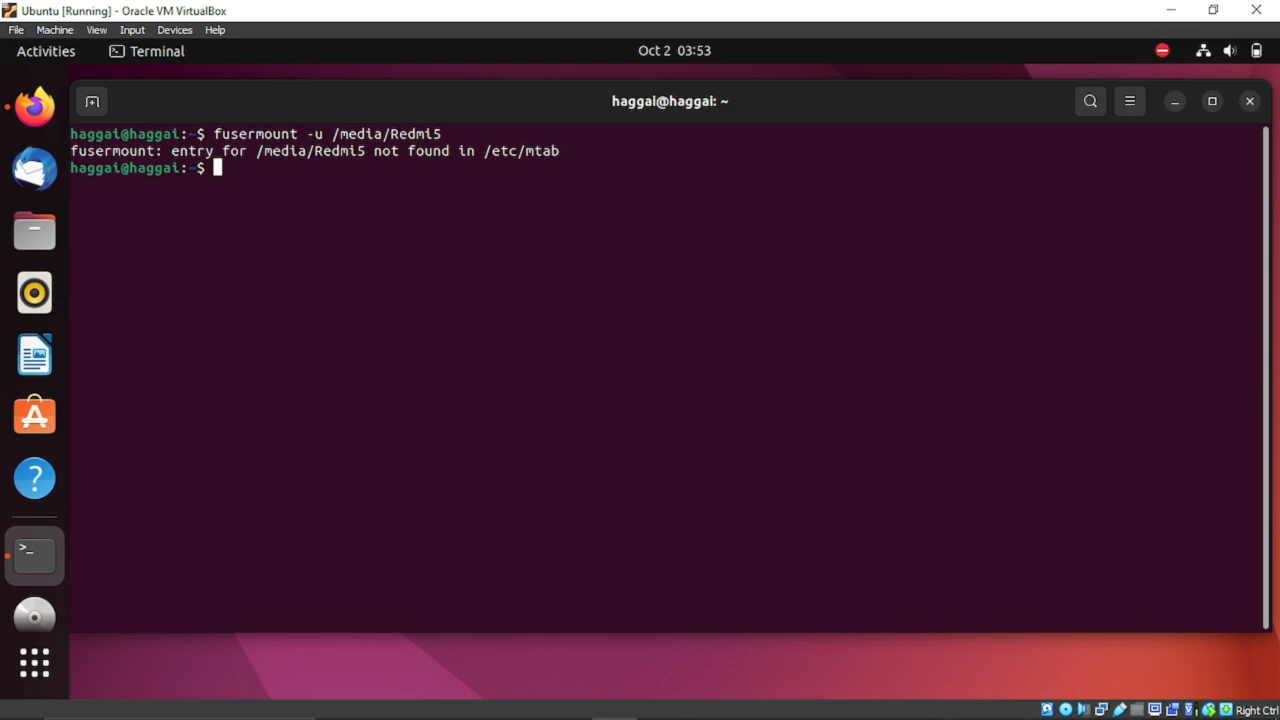 Ubuntu [Running] - Oracle VM VirtualBox
File Machine View Input Devices Help
Activities Terminal Oct 2 03:53
haggai@haggai: ~
haggai@haggai:~$ fusermount -u /media/Redmi5
fusermount: entry for /media/Redmi5 not found in /etc/mtab
haggai@haggai:~$
Right Ctrl